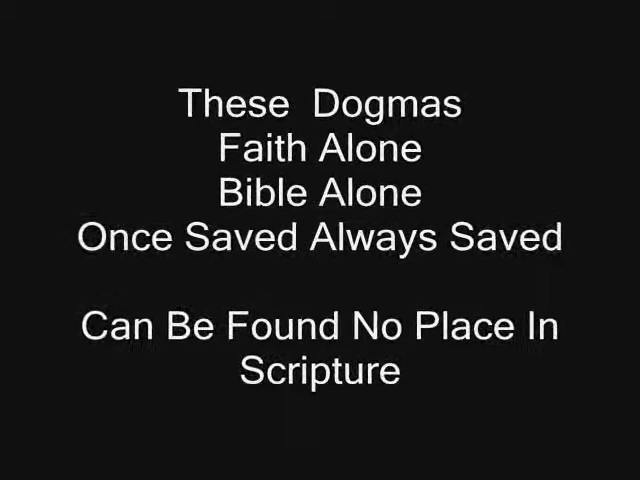 These Dogmas
Faith Alone
Bible Alone
Once Saved Always Saved
Can Be Found No Place In
Scripture